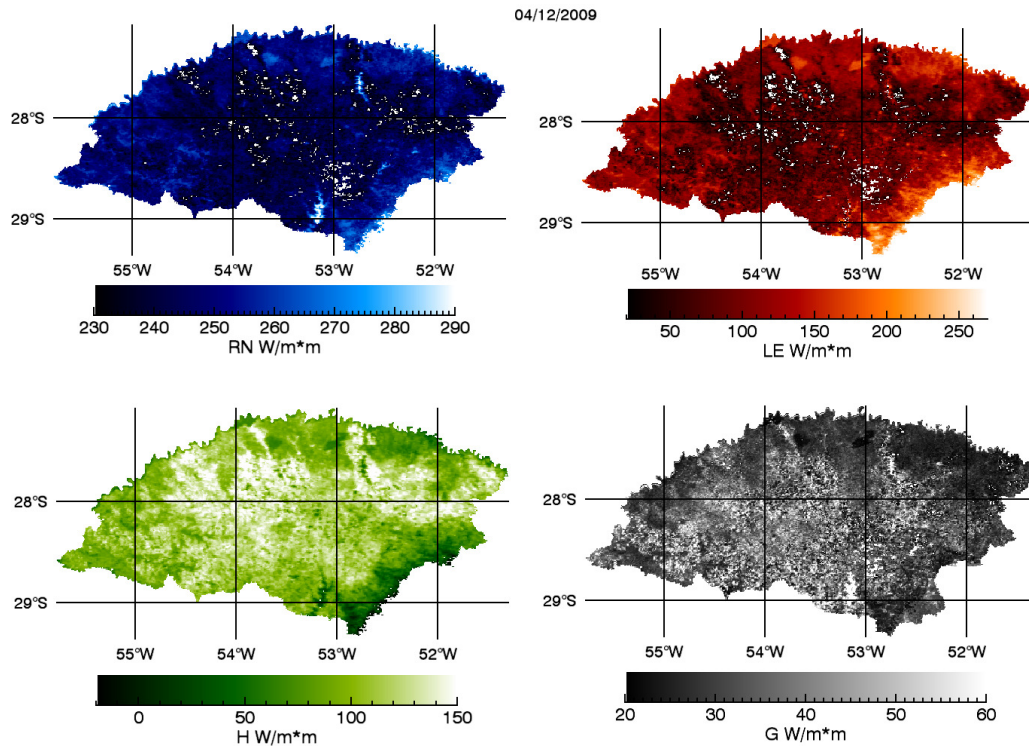 04/12/2009
28°S
29°S
55°W 54°W 53°W 52°W
230 240 250 260 270 280 290
RN W/m*m
28°S
29°S
55°W 54°W 53°W 52°W
50 100 150 200 250
LE W/m*m
28°S
29°S
55°W 54°W 53°W 52°W
0 50 100 150
H W/m*m
28°S
29°S
55°W 54°W 53°W 52°W
20 30 40 50 60
G W/m*m